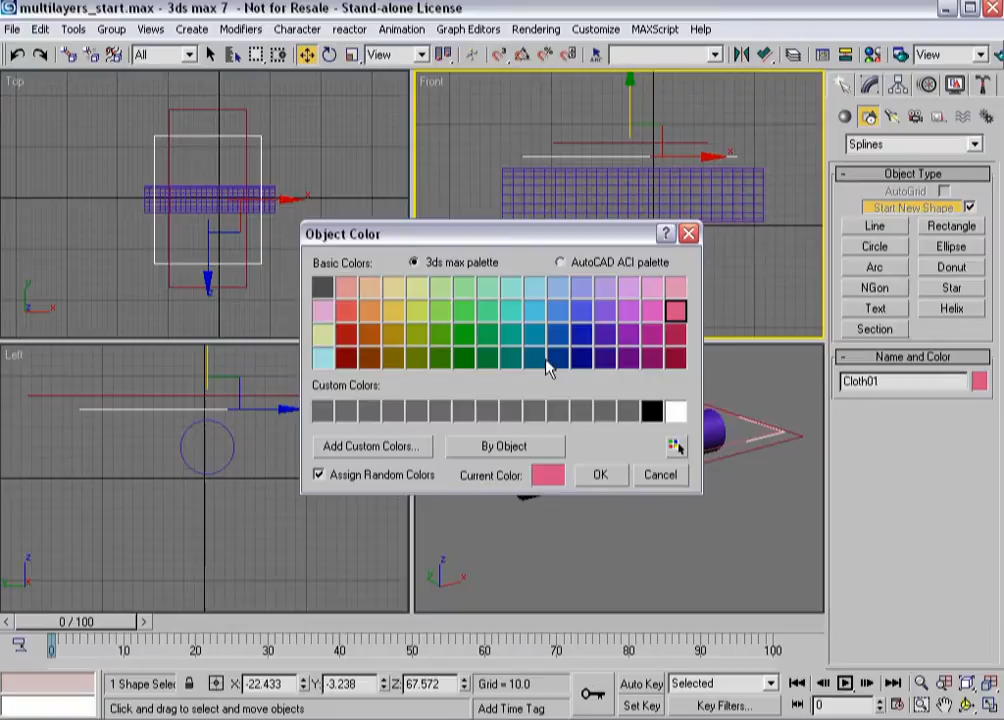 multilayers_start.max - 3ds max 7 - Not for Resale - Stand-alone License
File Edit Tools Group Views Create Modifiers Character reactor Animation Graph Editors Rendering Customize MAXScript Help
All View View
Top Front
Splines
- Object Type
AutoGrid
Start New Shape
Line Rectangle
Circle Ellipse
Arc Donut
NGon Star
Text Helix
Section
- Name and Color
Cloth01
Object Color
Basic Colors: 3ds max palette AutoCAD ACI palette
Custom Colors:
Add Custom Colors... By Object
Assign Random Colors Current Color: OK Cancel
Left
x
x
x
z
y
x
z
x
z
y
x
< 0 / 100 >
0 10 20 30 40 50 60 70 80 90 100
1 Shape Selec X: -22.433 Y: -3.238 Z: 67.572 Grid = 10.0 Auto Key Selected
Click and drag to select and move objects Add Time Tag Set Key Key Filters... 0